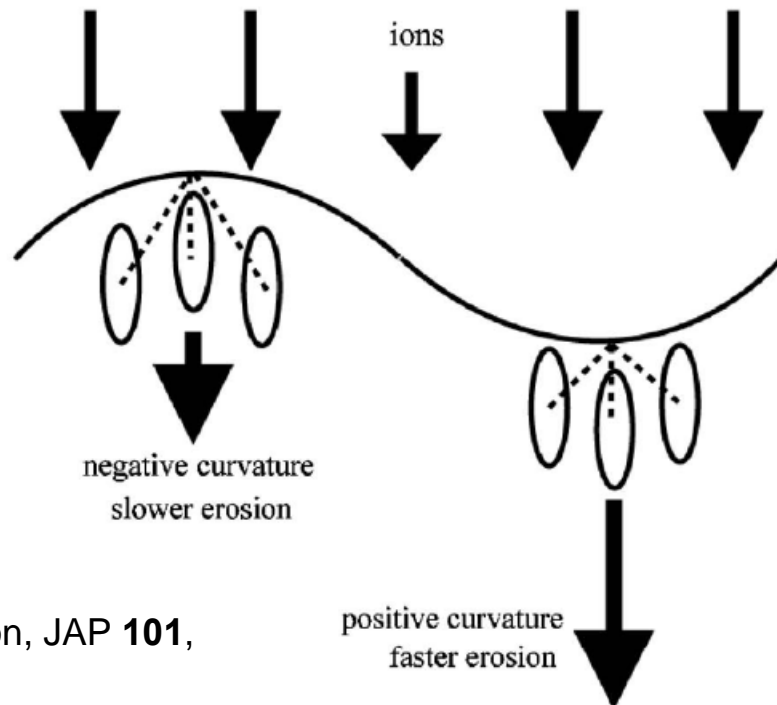 ions
negative curvature
slower erosion
on, JAP 101,
positive curvature
faster erosion